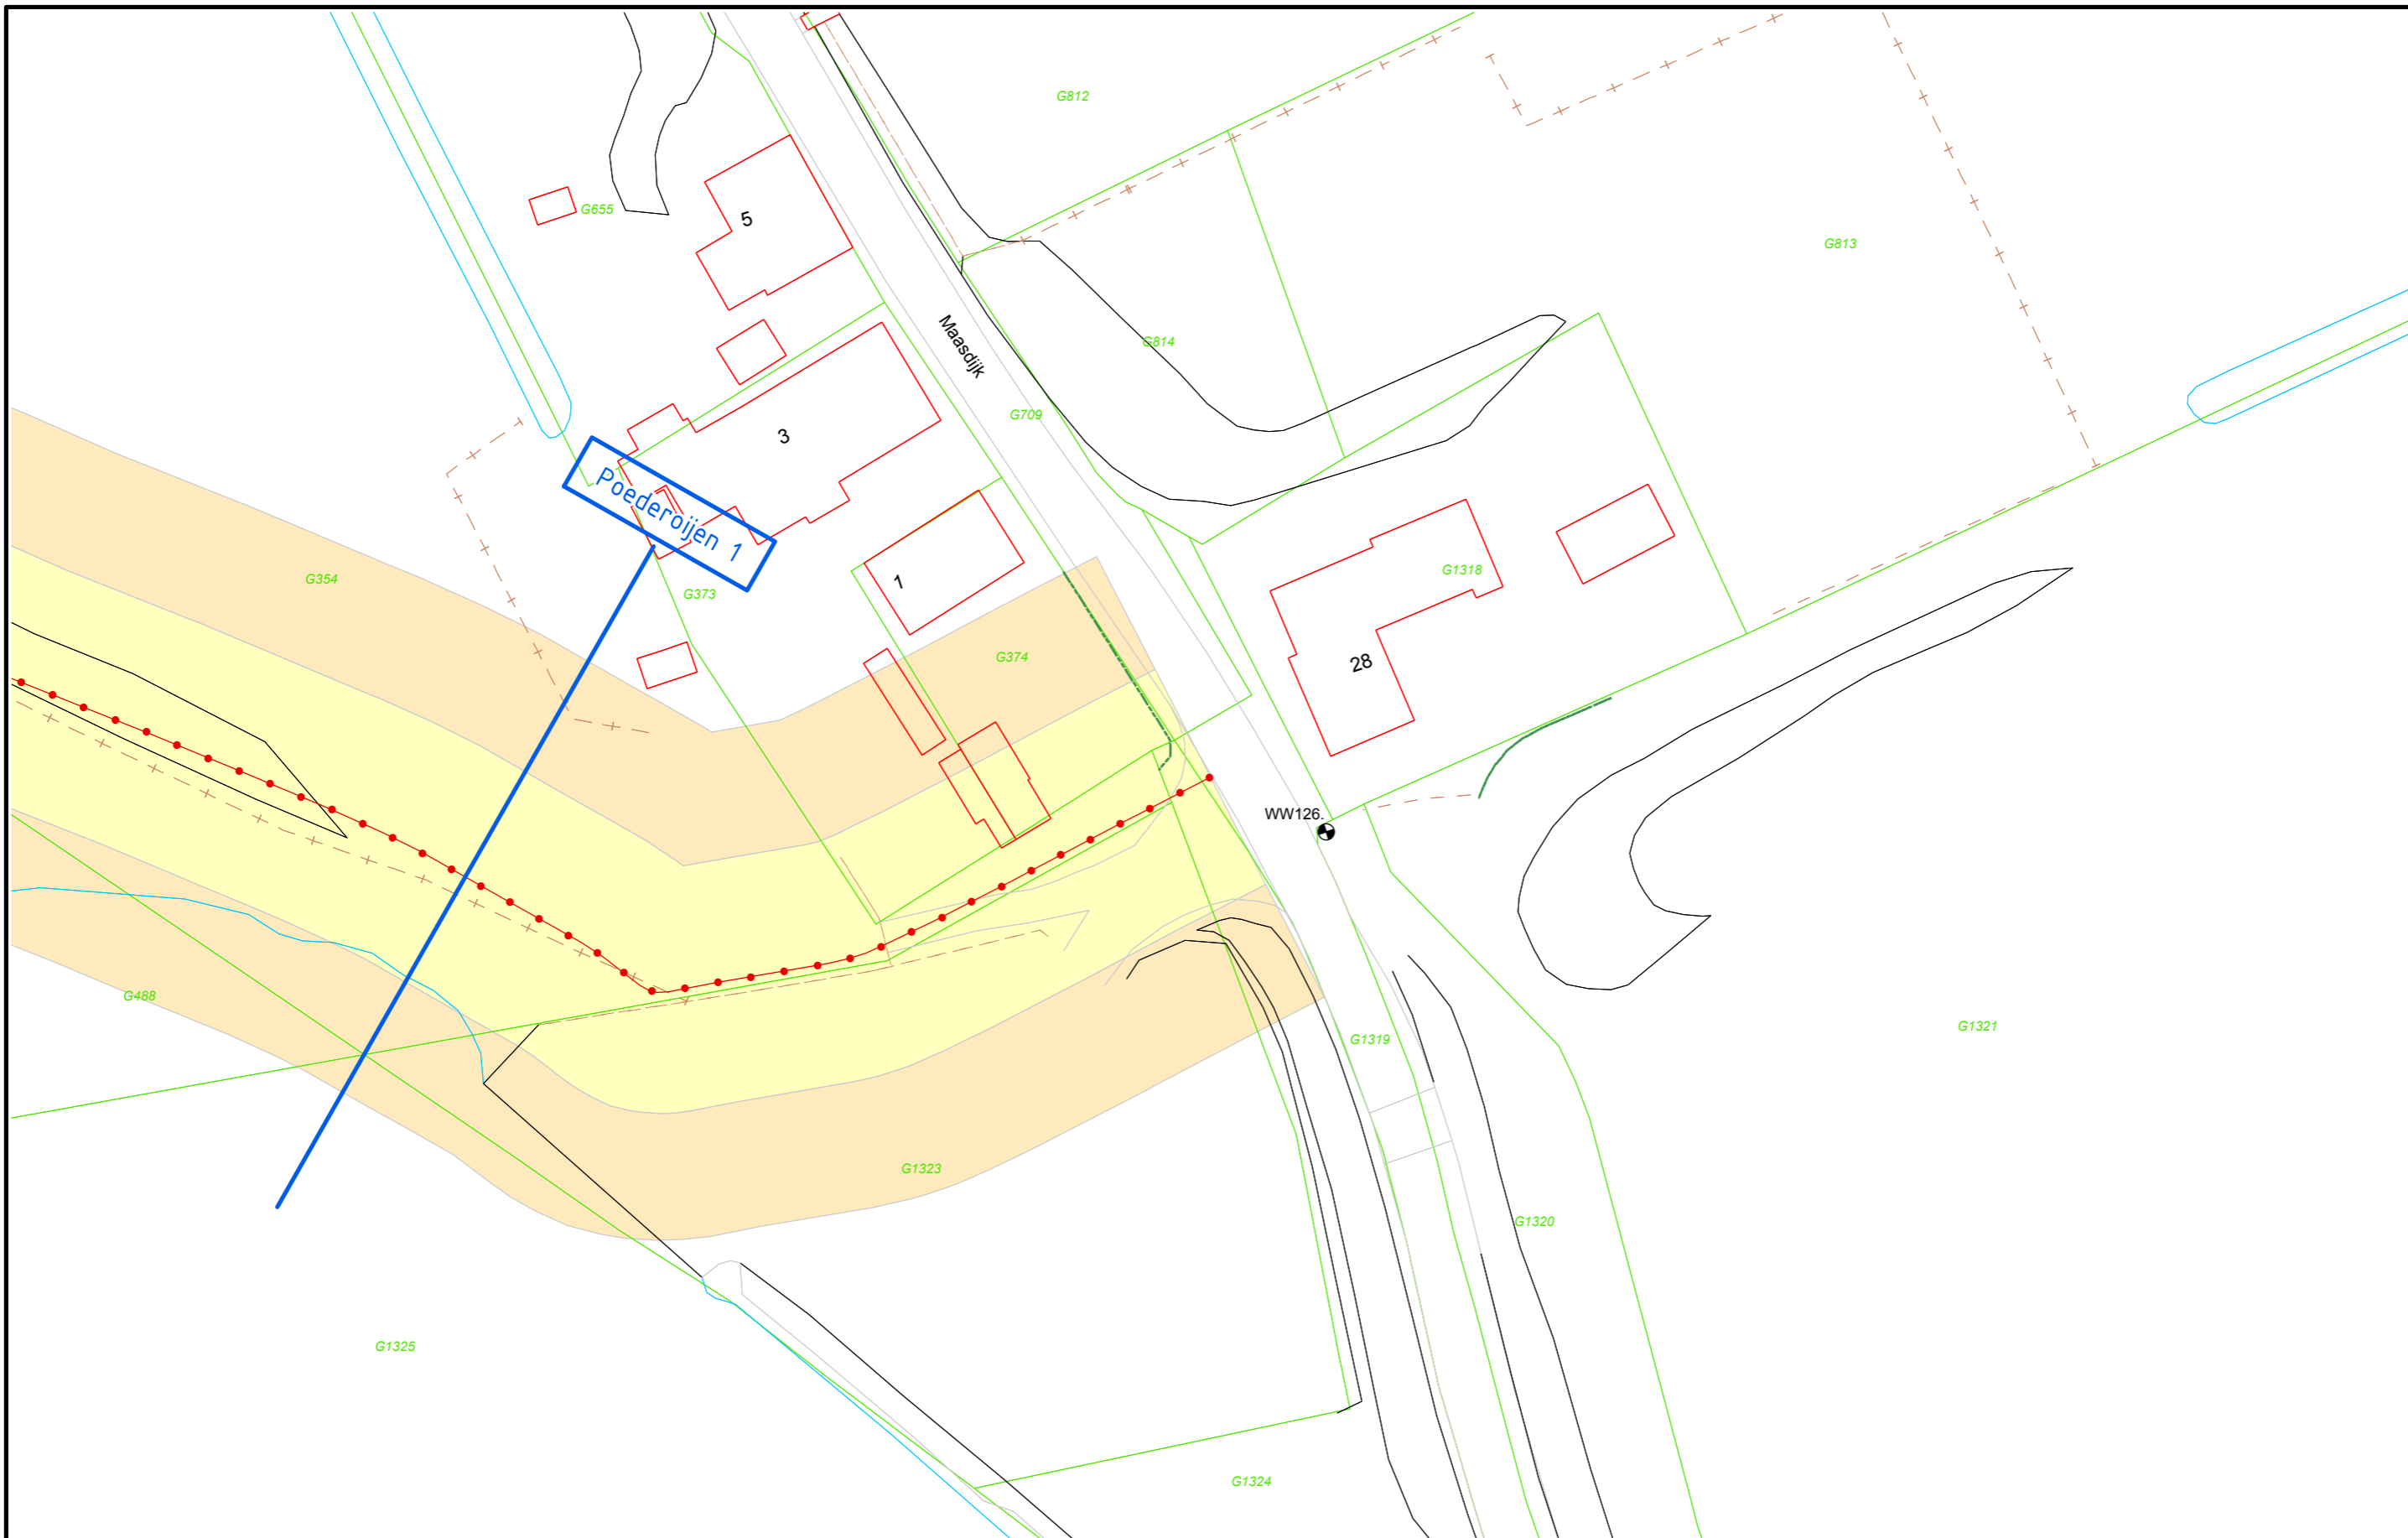 G812
G655
5
G813
Maasdijk
G814
G709
3
Poederoijen 1
G354
G373
1
G1318
G374
28
WW126.
G488
G1321
G1319
G1323
G1320
G1325
G1324